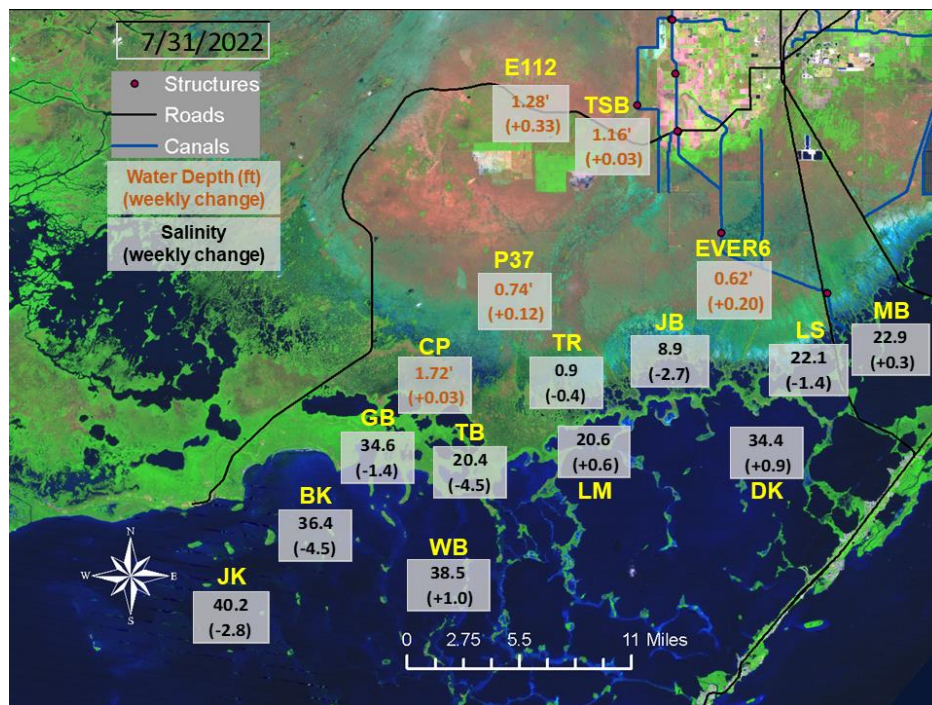 7/31/2022
Structures
Roads
Canals
Water Depth (ft)
(weekly change)
Salinity
(weekly change)
E112
1.28'
(+0.33)
TSB
1.16'
(+0.03)
P37
0.74'
(+0.12)
EVER6
0.62'
(+0.20)
CP
1.72'
(+0.03)
TR
0.9
(-0.4)
JB
8.9
(-2.7)
LS
22.1
(-1.4)
MB
22.9
(+0.3)
GB
34.6
(-1.4)
TB
20.4
(-4.5)
20.6
(+0.6)
LM
34.4
(+0.9)
DK
BK
36.4
(-4.5)
WB
38.5
(+1.0)
JK
40.2
(-2.8)
N
W E
S
0 2.75 5.5 11 Miles